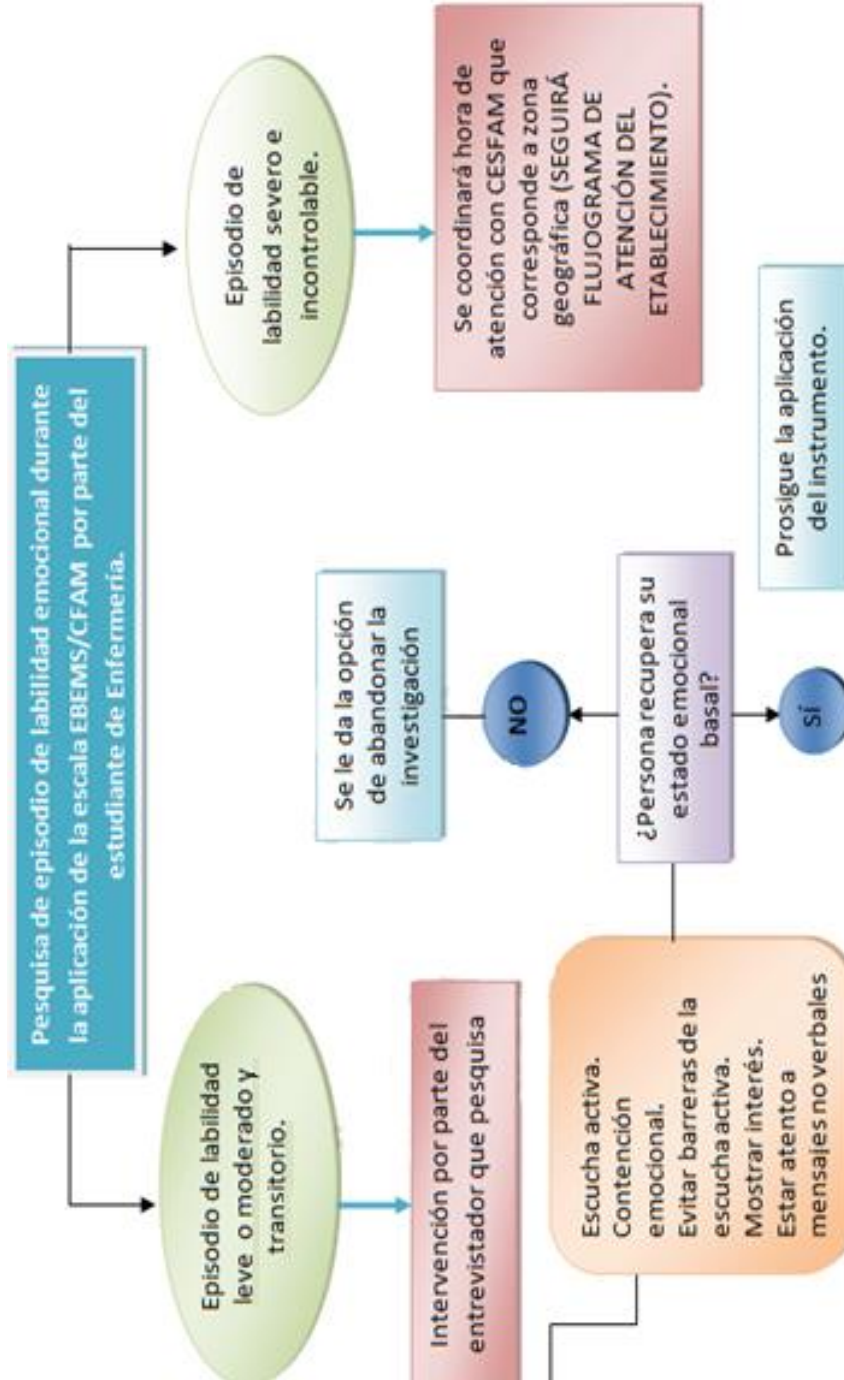 Pesquisa de episodio de labilidad emocional durante
la aplicación de la escala EBEMS/CFAM por parte del
estudiante de Enfermería.
Episodio de labilidad
leve o moderado y
transitorio.
Intervención por parte del
entrevistador que pesquisa
Escucha activa.
Contención
emocional.
Evitar barreras de la
escucha activa.
Mostrar interés.
Estar atento a
mensajes no verbales
Se le da la opción
de abandonar la
investigación
NO
¿Persona recupera su
estado emocional
basal?
SÍ
Prosigue la aplicación
del instrumento.
Episodio de
labilidad severo e
incontrolable.
Se coordinará hora de
atención con CESFAM que
corresponde a zona
geográfica (SEGUIRÁ
FLUJOGRAMA DE
ATENCIÓN DEL
ETABLECIMIENTO).